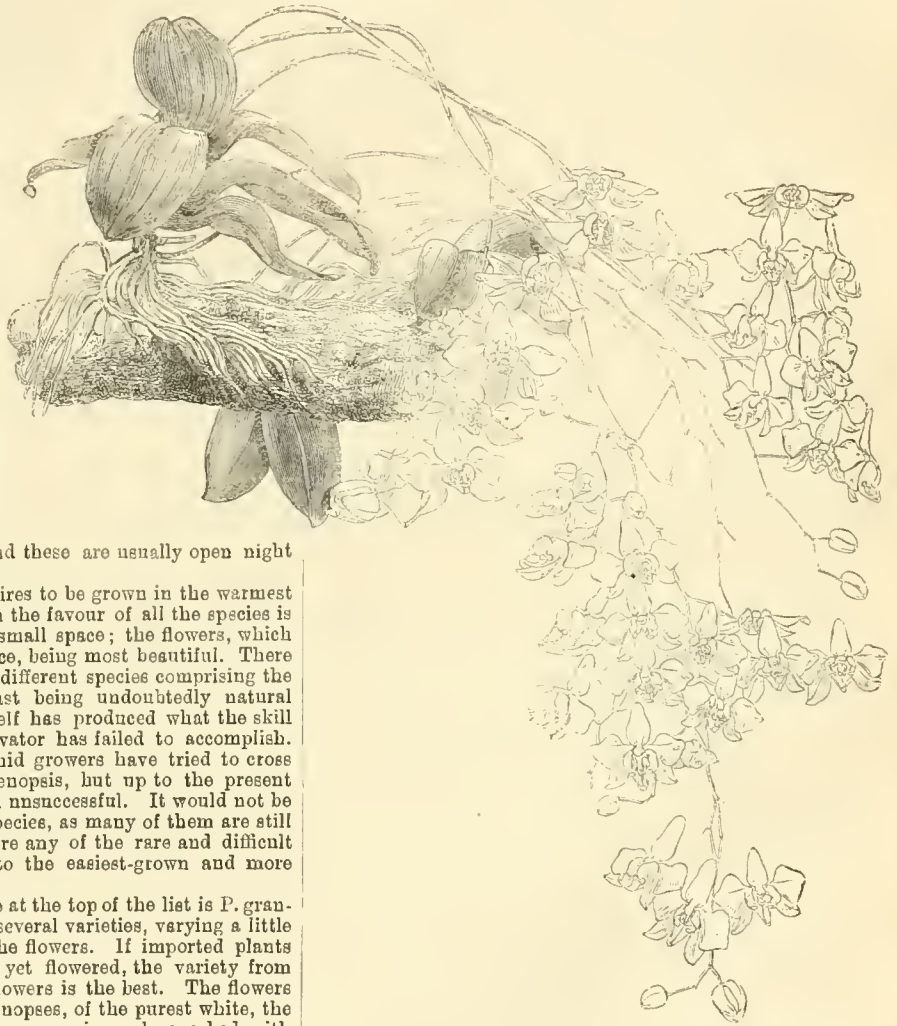 nd these are usually open night
ires to be grown in the warmest
n the favour of all the species is
small space; the flowers, which
ce, being most beautiful. There
different species comprising the
ast being undoubtedly natural
elf has produced what the skill
vator has failed to accomplish.
hid growers have tried to cross
enopsis, but up to the present
unsuccessful. It would not be
pecies, as many of them are still
re any of the rare and difficult
to the easiest-grown and more
e at the top of the list is P. gran-
several varieties, varying a little
he flowers. If imported plants
yet flowered, the variety from
owers is the best. The flowers
nopses, of the purest white, the